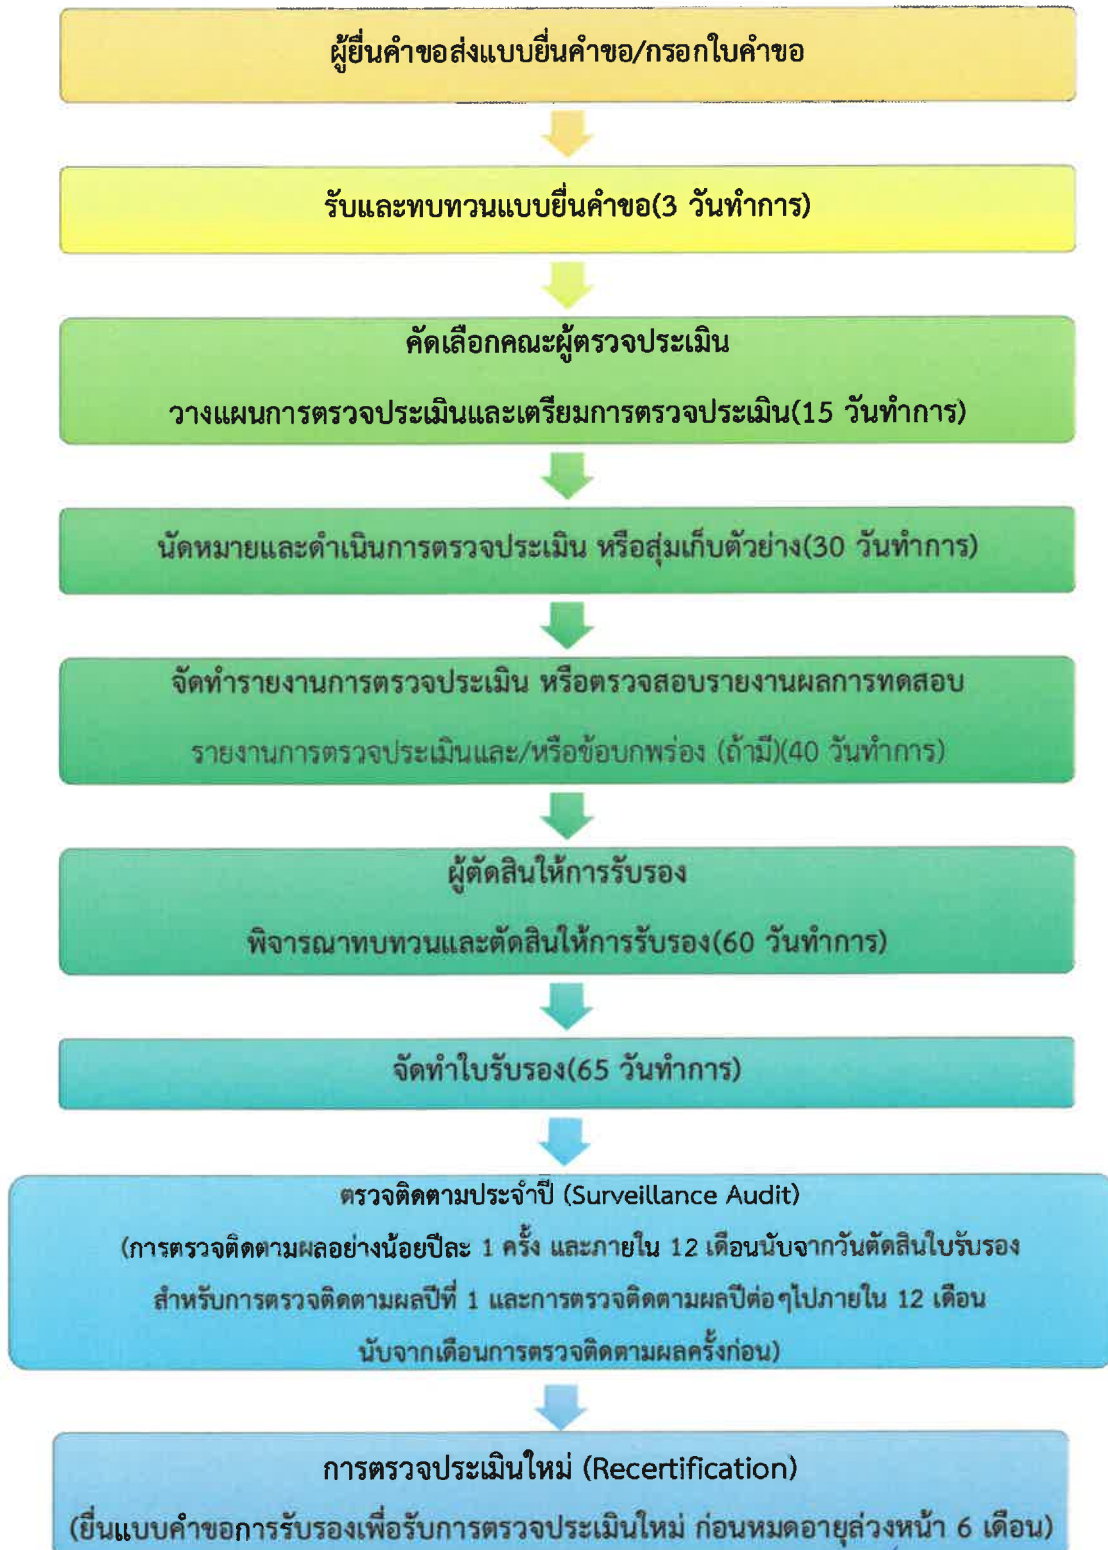 ผู้ยื่นคำขอส่งแบบยื่นคำขอ/กรอกใบคำขอ
รับและทบทวนแบบยื่นคำขอ(3 วันทำการ)
คัดเลือกคณะผู้ตรวจประเมิน
วางแผนการตรวจประเมินและเตรียมการตรวจประเมิน(15 วันทำการ)
นัดหมายและดำเนินการตรวจประเมิน หรือสุ่มเก็บตัวอย่าง(30 วันทำการ)
จัดทำรายงานการตรวจประเมิน หรือตรวจสอบรายงานผลการทดสอบ
รายงานการตรวจประเมินและ/หรือข้อบกพร่อง (ถ้ามี)(40 วันทำการ)
ผู้ตัดสินให้การรับรอง
พิจารณาทบทวนและตัดสินให้การรับรอง(60 วันทำการ)
จัดทำใบรับรอง(65 วันทำการ)
ตรวจติดตามประจำปี (Surveillance Audit)
(การตรวจติดตามผลอย่างน้อยปีละ 1 ครั้ง และภายใน 12 เดือนนับจากวันตัดสินใบรับรอง
สำหรับการตรวจติดตามผลปีที่ 1 และการตรวจติดตามผลปีต่อๆไปภายใน 12 เดือน
นับจากเดือนการตรวจติดตามผลครั้งก่อน)
การตรวจประเมินใหม่ (Recertification)
(ยื่นแบบคำขอการรับรองเพื่อรับการตรวจประเมินใหม่ ก่อนหมดอายุล่วงหน้า 6 เดือน)